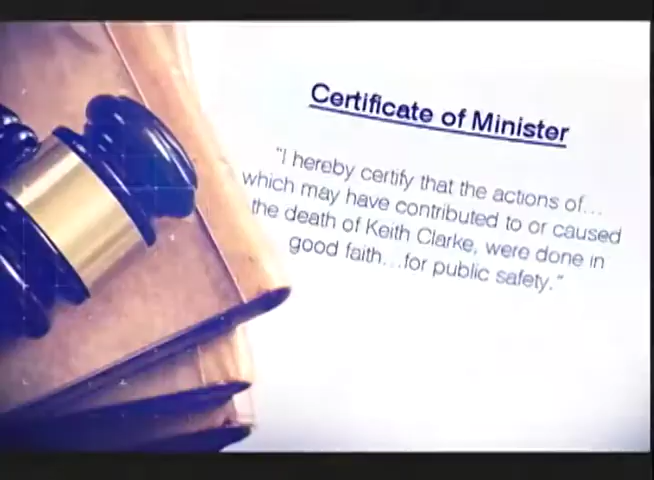 Certificate of Minister
"I hereby certify that the actions of...
which may have contributed to or caused
the death of Keith Clarke, were done in
good faith...for public safety."